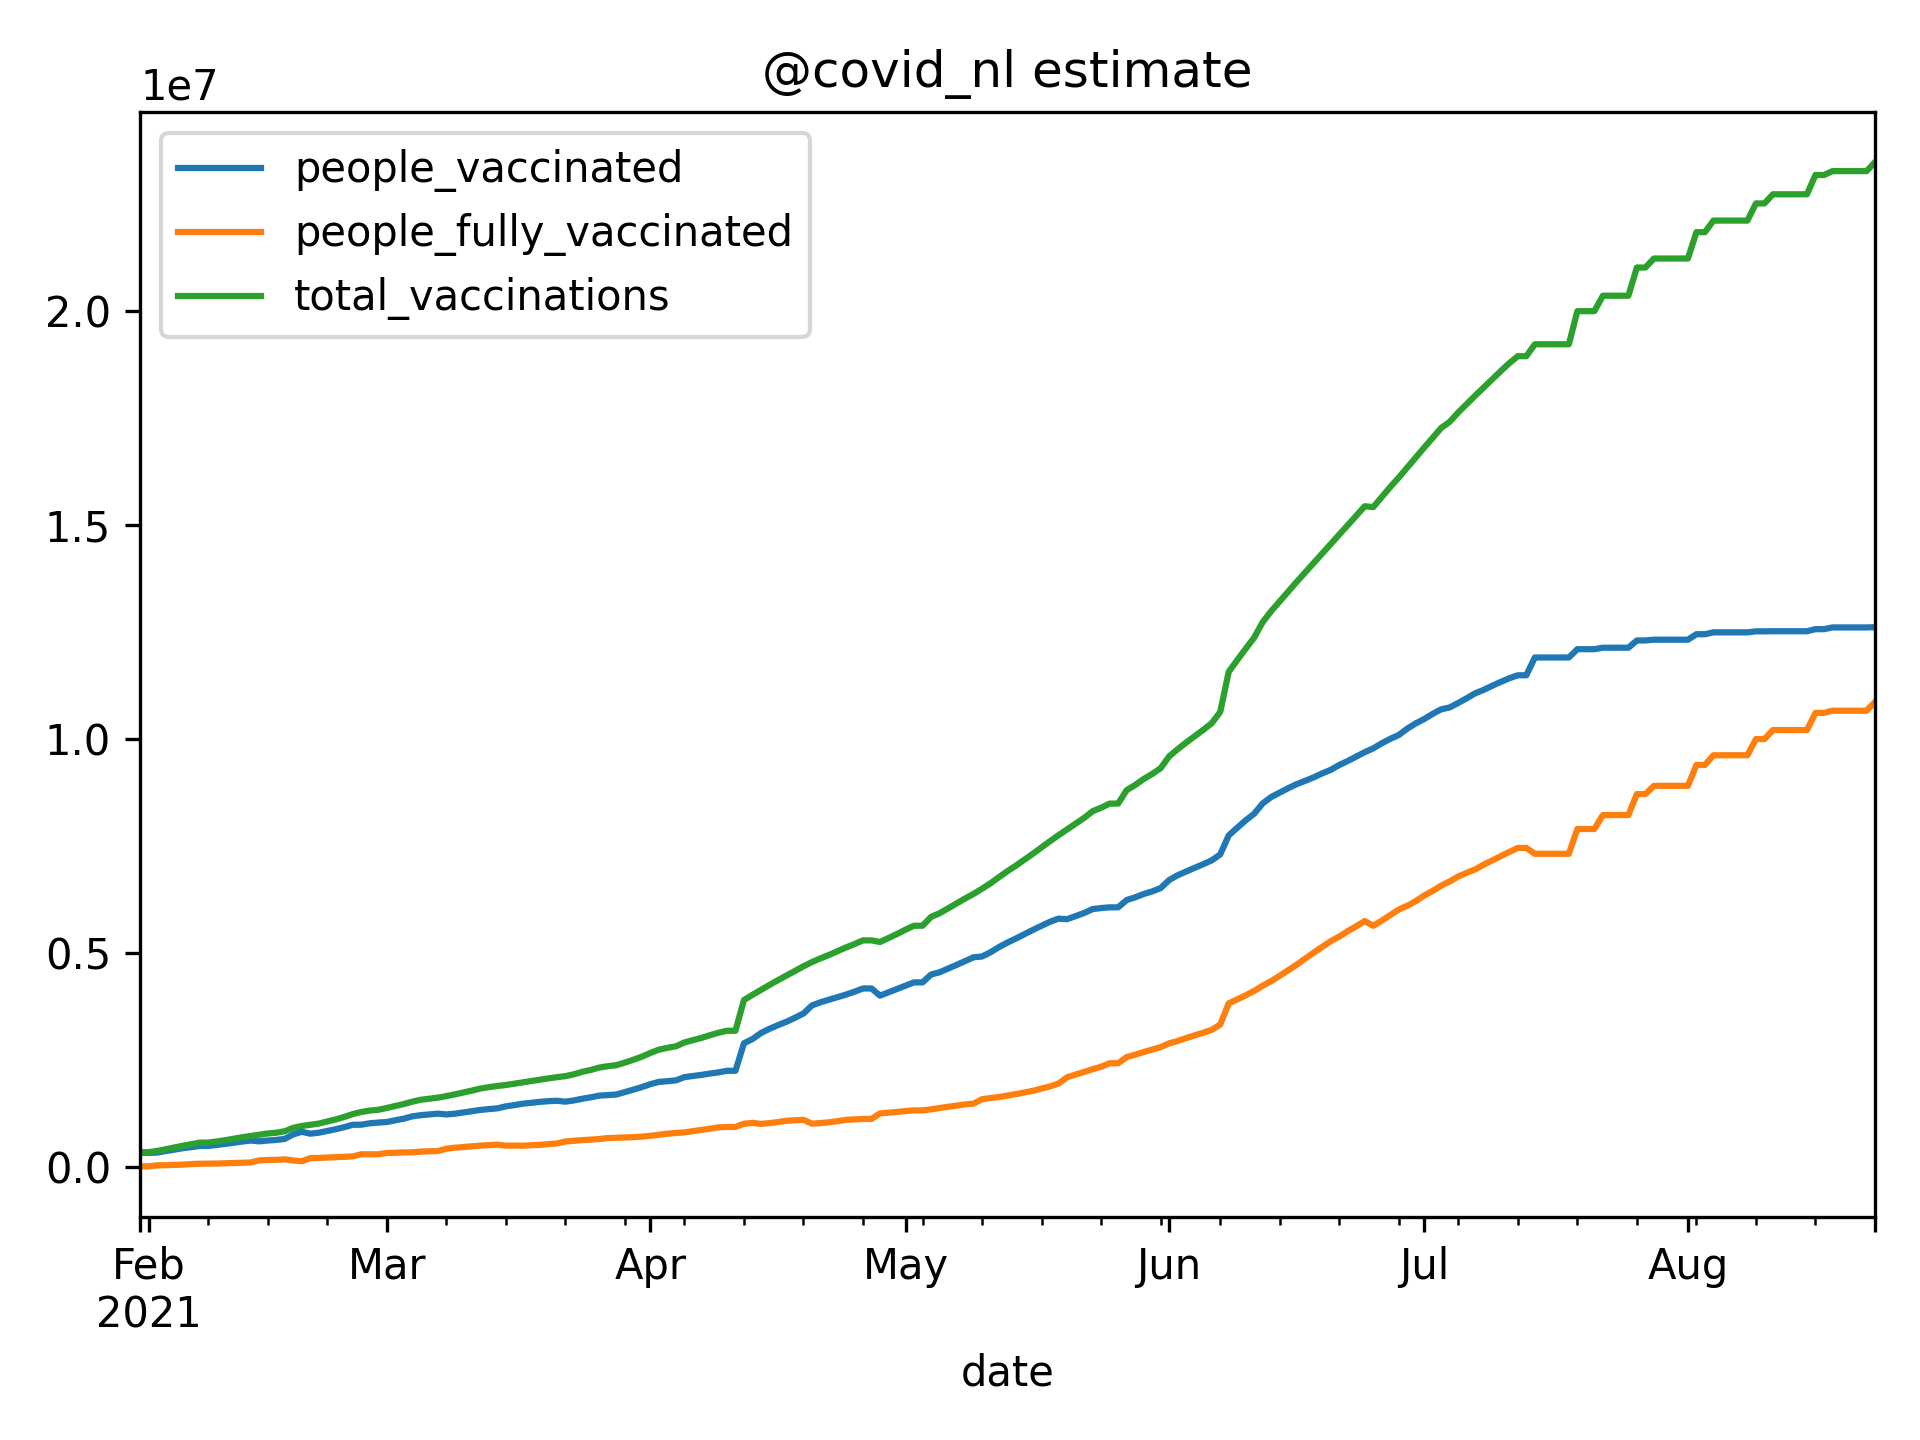 @covid_nl estimate
1e7
people_vaccinated
people_fully_vaccinated
total_vaccinations
2.0
1.5
1.0
0.5
0.0
Feb Mar Apr May Jun Jul Aug
2021
date